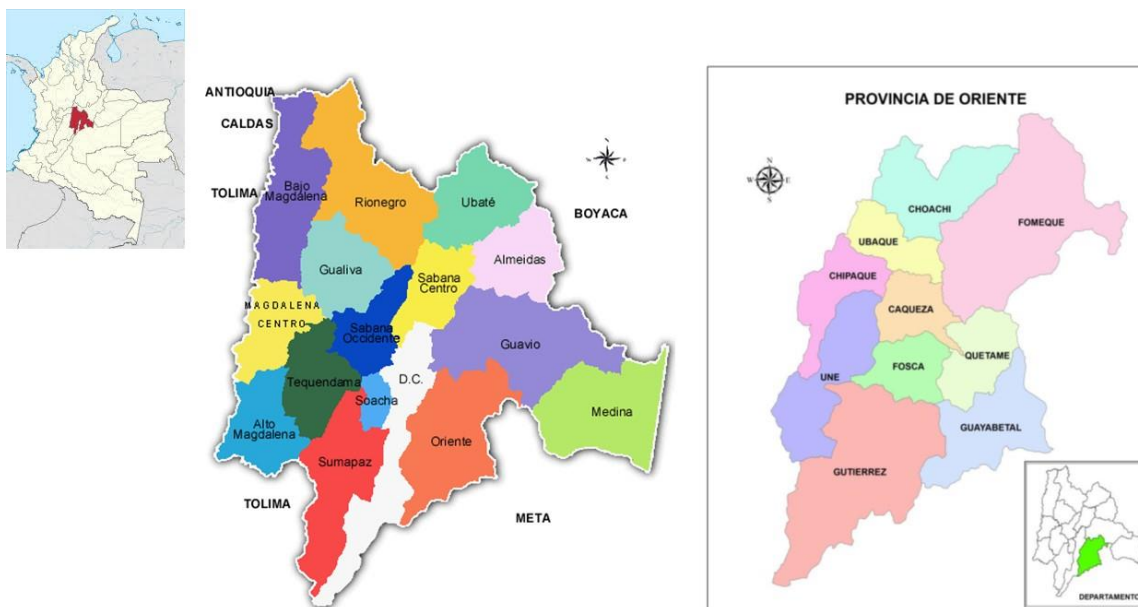 ANTIOQUIA
CALDAS
TOLIMA
Bajo
Magdalena
Rionegro
Ubaté
BOYACA
Gualiva
Sabana
Centro
Almeidas
MAGDALENA
CENTRO
Sabana
Occidente
Guavio
Tequendama
D.C.
Soacha
Alto
Magdalena
Medina
Oriente
Sumapaz
TOLIMA
META
PROVINCIA DE ORIENTE
N
W
E
S
CHOACHI
FOMEQUE
UBAQUE
CHIPAQUE
CAQUEZA
QUETAME
FOSCA
UNE
GUAYABETAL
GUTIERREZ
DEPARTAMENTO